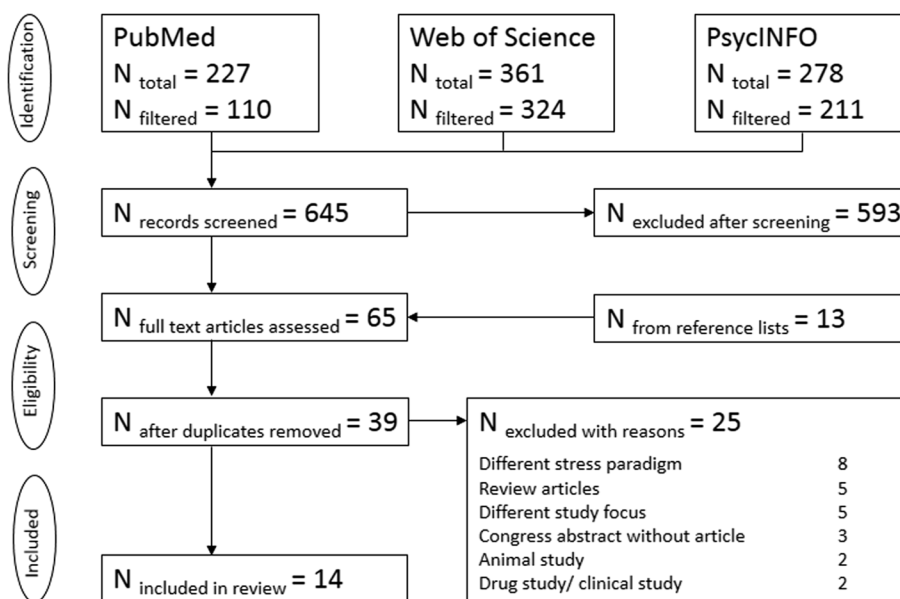 Identification
PubMed
N total = 227
N filtered = 110
Web of Science
N total = 361
N filtered = 324
PsycINFO
N total = 278
N filtered = 211
Screening
N records screened = 645
N excluded after screening = 593
Eligibility
N full text articles assessed = 65
N from reference lists = 13
N after duplicates removed = 39
N excluded with reasons = 25
Different stress paradigm 8
Review articles 5
Different study focus 5
Congress abstract without article 3
Animal study 2
Drug study/ clinical study 2
Included
N included in review = 14